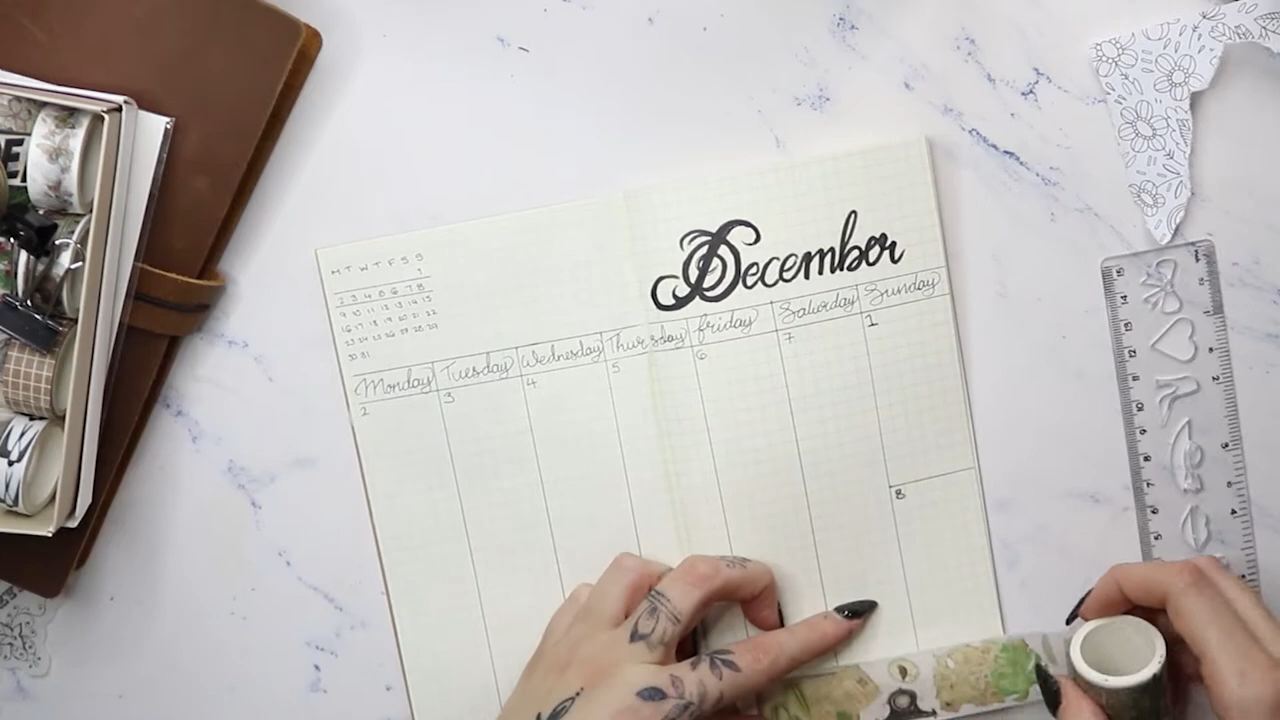 December
M T W T F S S
1
2 3 4 5 6 7 8
9 10 11 12 13 14 15
16 17 18 19 20 21 22
23 24 25 26 27 28 29
30 31
Monday Tuesday Wednesday Thursday friday Saturday Sunday
2 3 4 5 6 7 1
8